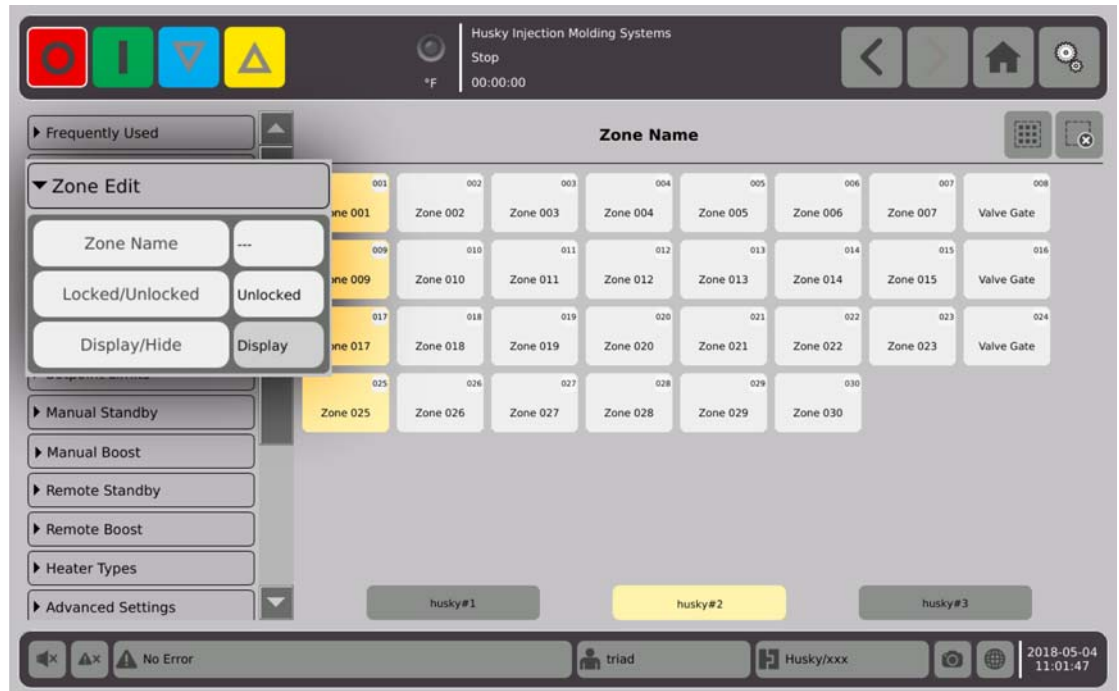 Husky Injection Molding Systems
Stop
°F
00:00:00
Frequently Used
Zone Name
Zone Edit
Zone Name
---
Locked/Unlocked
Unlocked
Display/Hide
Display
Manual Standby
Manual Boost
Remote Standby
Remote Boost
Heater Types
Advanced Settings
001 002 003 004 005 006 007 008
ne 001 Zone 002 Zone 003 Zone 004 Zone 005 Zone 006 Zone 007 Valve Gate
009 010 011 012 013 014 015 016
ne 009 Zone 010 Zone 011 Zone 012 Zone 013 Zone 014 Zone 015 Valve Gate
017 018 019 020 021 022 023 024
ne 017 Zone 018 Zone 019 Zone 020 Zone 021 Zone 022 Zone 023 Valve Gate
025 026 027 028 029 030
Zone 025 Zone 026 Zone 027 Zone 028 Zone 029 Zone 030
husky#1 husky#2 husky#3
No Error
triad
Husky/xxx
2018-05-04
11:01:47